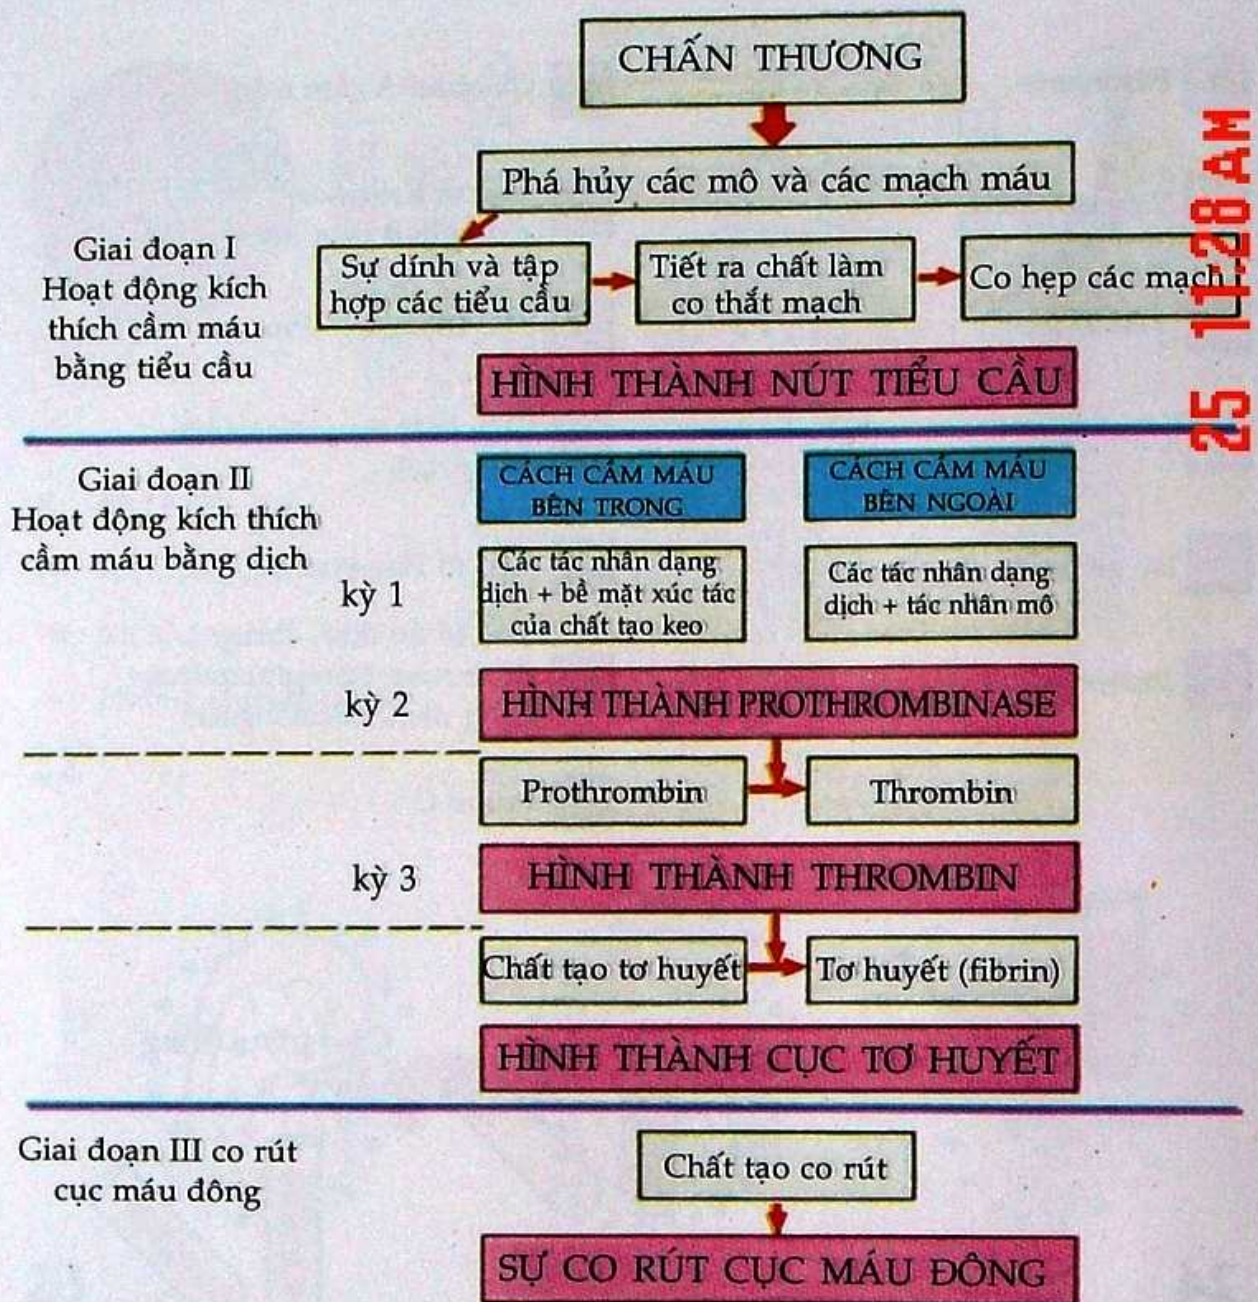 CHẤN THƯƠNG
Phá hủy các mô và các mạch máu
Giai đoạn I
Hoạt động kích
thích cầm máu
bằng tiểu cầu
Sự dính và tập
hợp các tiểu cầu
Tiết ra chất làm
co thắt mạch
Co hẹp các mạch
HÌNH THÀNH NÚT TIỂU CẦU
Giai đoạn II
Hoạt động kích thích
cầm máu bằng dịch
CÁCH CẦM MÁU
BÊN TRONG
CÁCH CẦM MÁU
BÊN NGOÀI
kỳ 1
Các tác nhân dạng
dịch + bề mặt xúc tác
của chất tạo keo
Các tác nhân dạng
dịch + tác nhân mô
kỳ 2
HÌNH THÀNH PROTHROMBINASE
Prothrombin
Thrombin
kỳ 3
HÌNH THÀNH THROMBIN
Chất tạo tơ huyết
Tơ huyết (fibrin)
HÌNH THÀNH CỤC TƠ HUYẾT
Giai đoạn III co rút
cục máu đông
Chất tạo co rút
SỰ CO RÚT CỤC MÁU ĐÔNG
25 11:28 AM